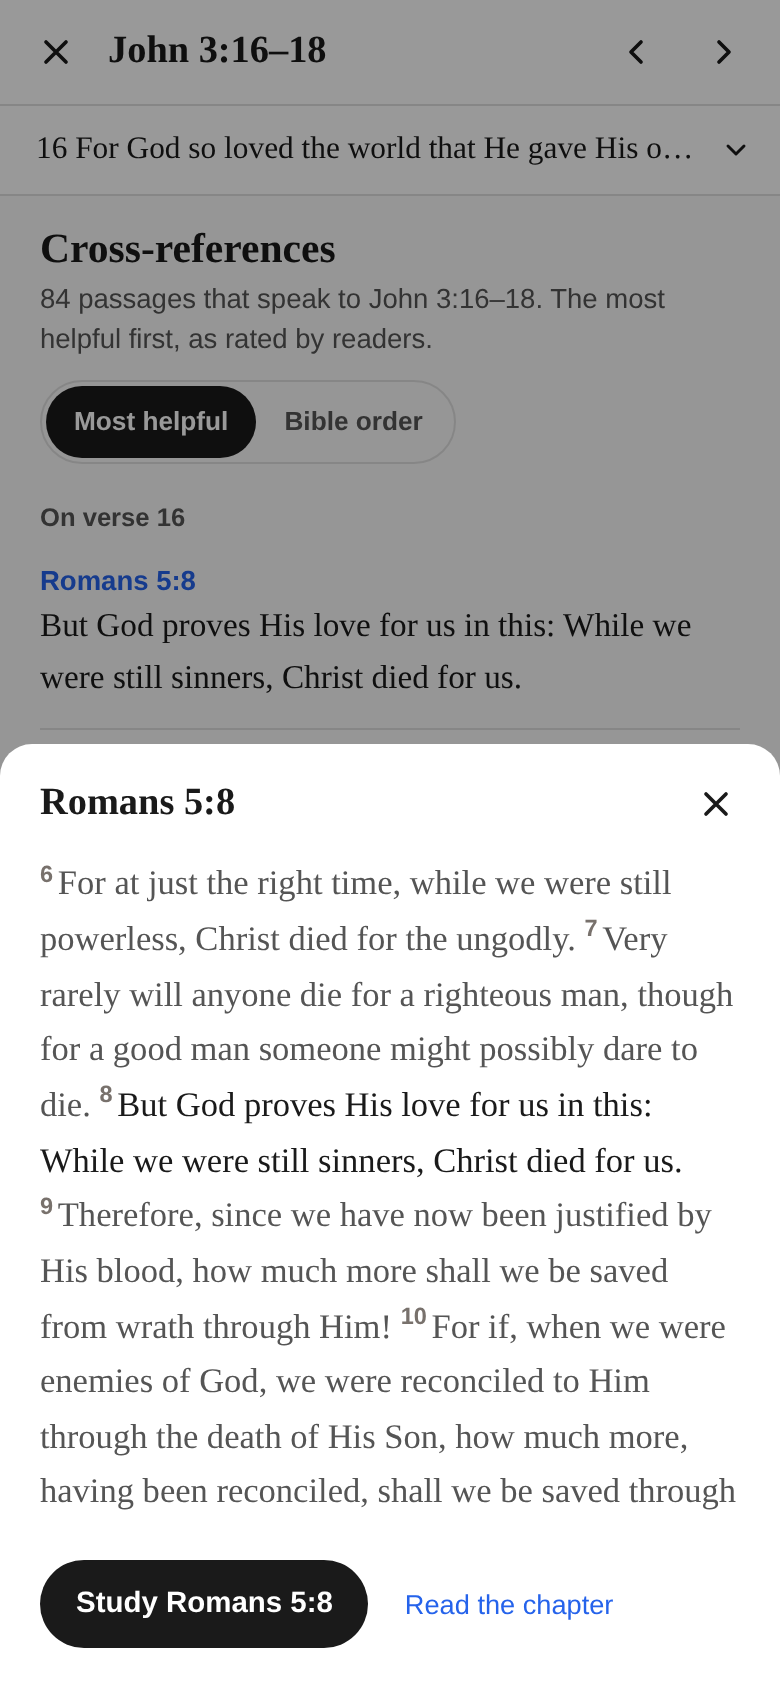 John 3:16–18
16 For God so loved the world that He gave His o…
Cross-references
84 passages that speak to John 3:16–18. The most
helpful first, as rated by readers.
Most helpful
Bible order
On verse 16
Romans 5:8
But God proves His love for us in this: While we
were still sinners, Christ died for us.
Romans 5:8
6 For at just the right time, while we were still
powerless, Christ died for the ungodly. 7 Very
rarely will anyone die for a righteous man, though
for a good man someone might possibly dare to
die. 8 But God proves His love for us in this:
While we were still sinners, Christ died for us.
9 Therefore, since we have now been justified by
His blood, how much more shall we be saved
from wrath through Him! 10 For if, when we were
enemies of God, we were reconciled to Him
through the death of His Son, how much more,
having been reconciled, shall we be saved through
Study Romans 5:8
Read the chapter